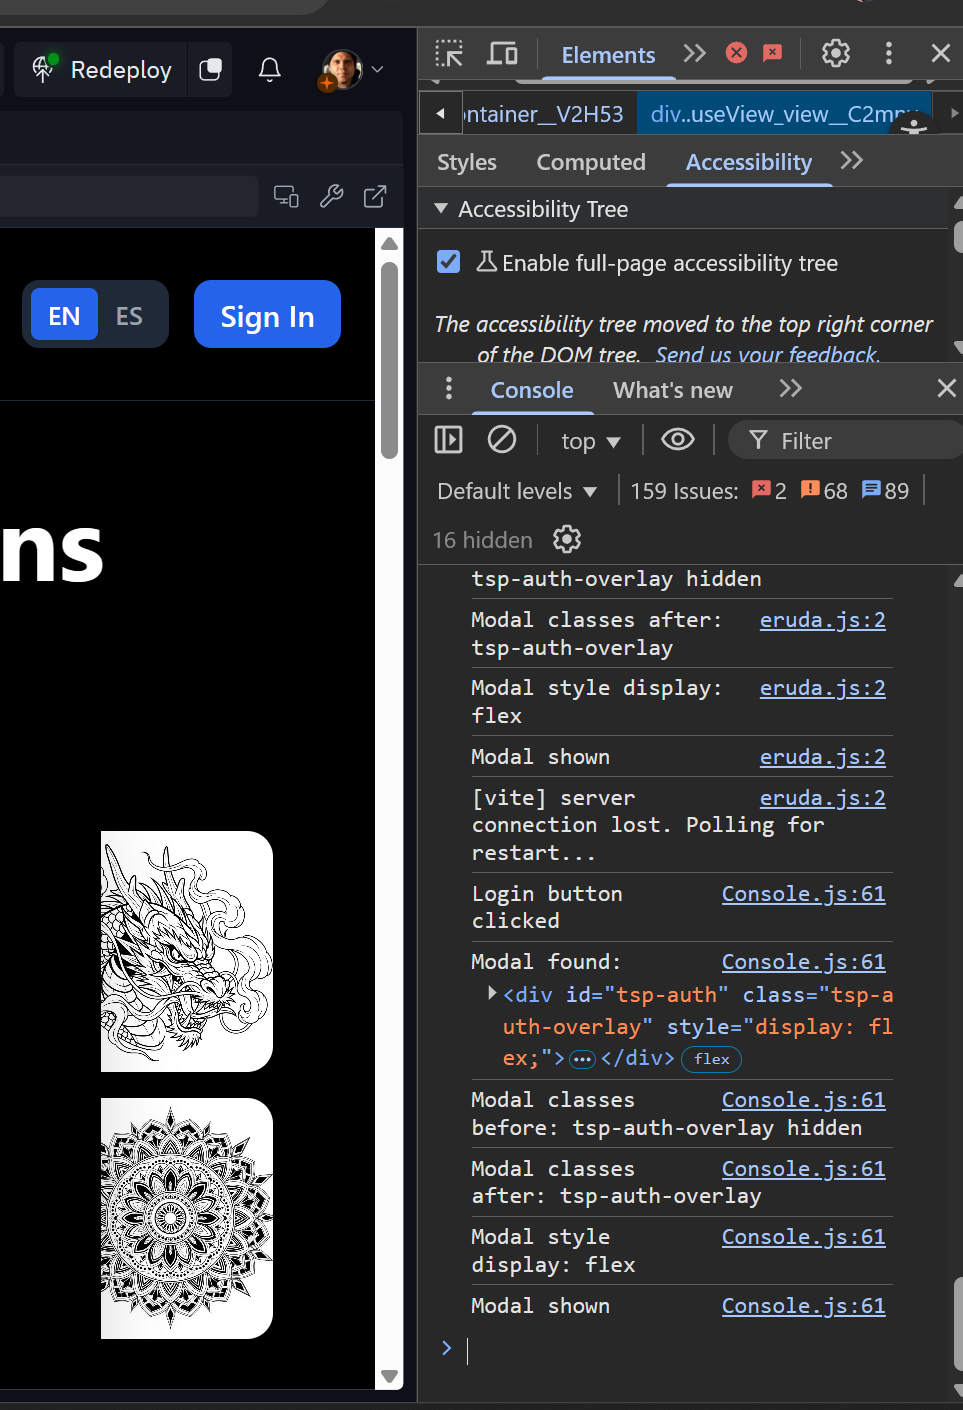 Redeploy
Elements
ntainer__V2H53
div..useView_view__C2mny
Styles
Computed
Accessibility
Accessibility Tree
Enable full-page accessibility tree
The accessibility tree moved to the top right corner
of the DOM tree. Send us your feedback.
EN
ES
Sign In
Console
What's new
top
Filter
Default levels
159 Issues:
2
68
89
16 hidden
ns
tsp-auth-overlay hidden
Modal classes after: eruda.js:2
tsp-auth-overlay
Modal style display: eruda.js:2
flex
Modal shown eruda.js:2
[vite] server eruda.js:2
connection lost. Polling for
restart...
Login button Console.js:61
clicked
Modal found: Console.js:61
<div id="tsp-auth" class="tsp-a
uth-overlay" style="display: fl
ex;">…</div> flex
Modal classes Console.js:61
before: tsp-auth-overlay hidden
Modal classes Console.js:61
after: tsp-auth-overlay
Modal style Console.js:61
display: flex
Modal shown Console.js:61